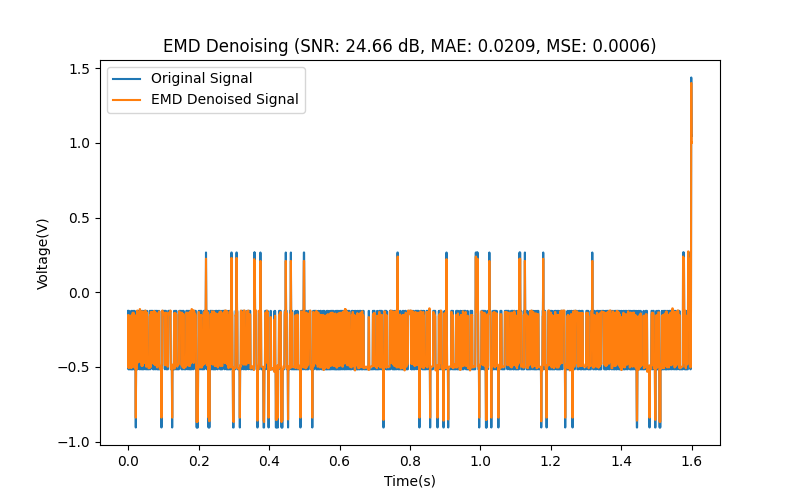 EMD Denoising (SNR: 24.66 dB, MAE: 0.0209, MSE: 0.0006)
Original Signal
EMD Denoised Signal
1.5
1.0
0.5
0.0
−0.5
−1.0
Voltage(V)
0.0 0.2 0.4 0.6 0.8 1.0 1.2 1.4 1.6
Time(s)